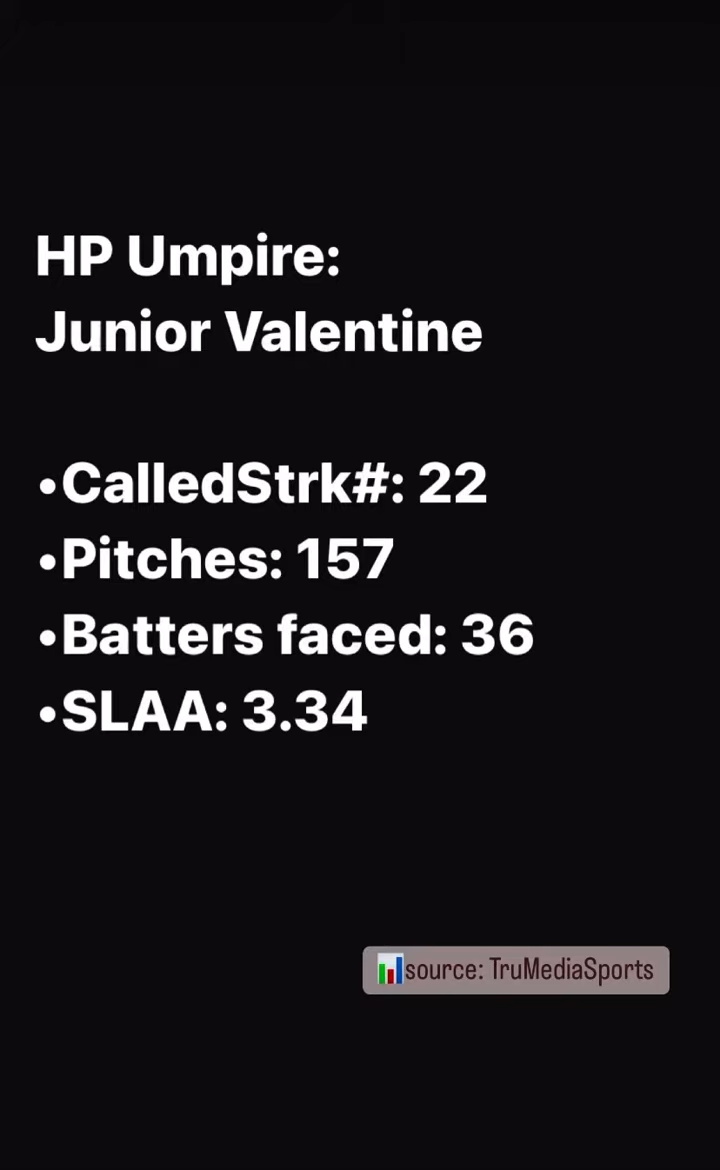 HP Umpire:
Junior Valentine
•CalledStrk#: 22
•Pitches: 157
•Batters faced: 36
•SLAA: 3.34
📊source: TruMediaSports